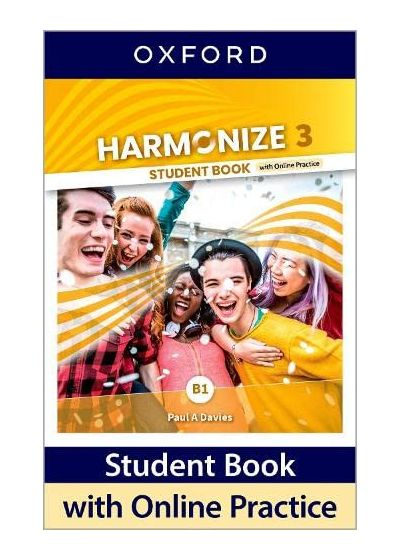 OXFORD
HARMONIZE 3
STUDENT BOOK with Online Practice
B1
Paul A Davies
Student Book
with Online Practice